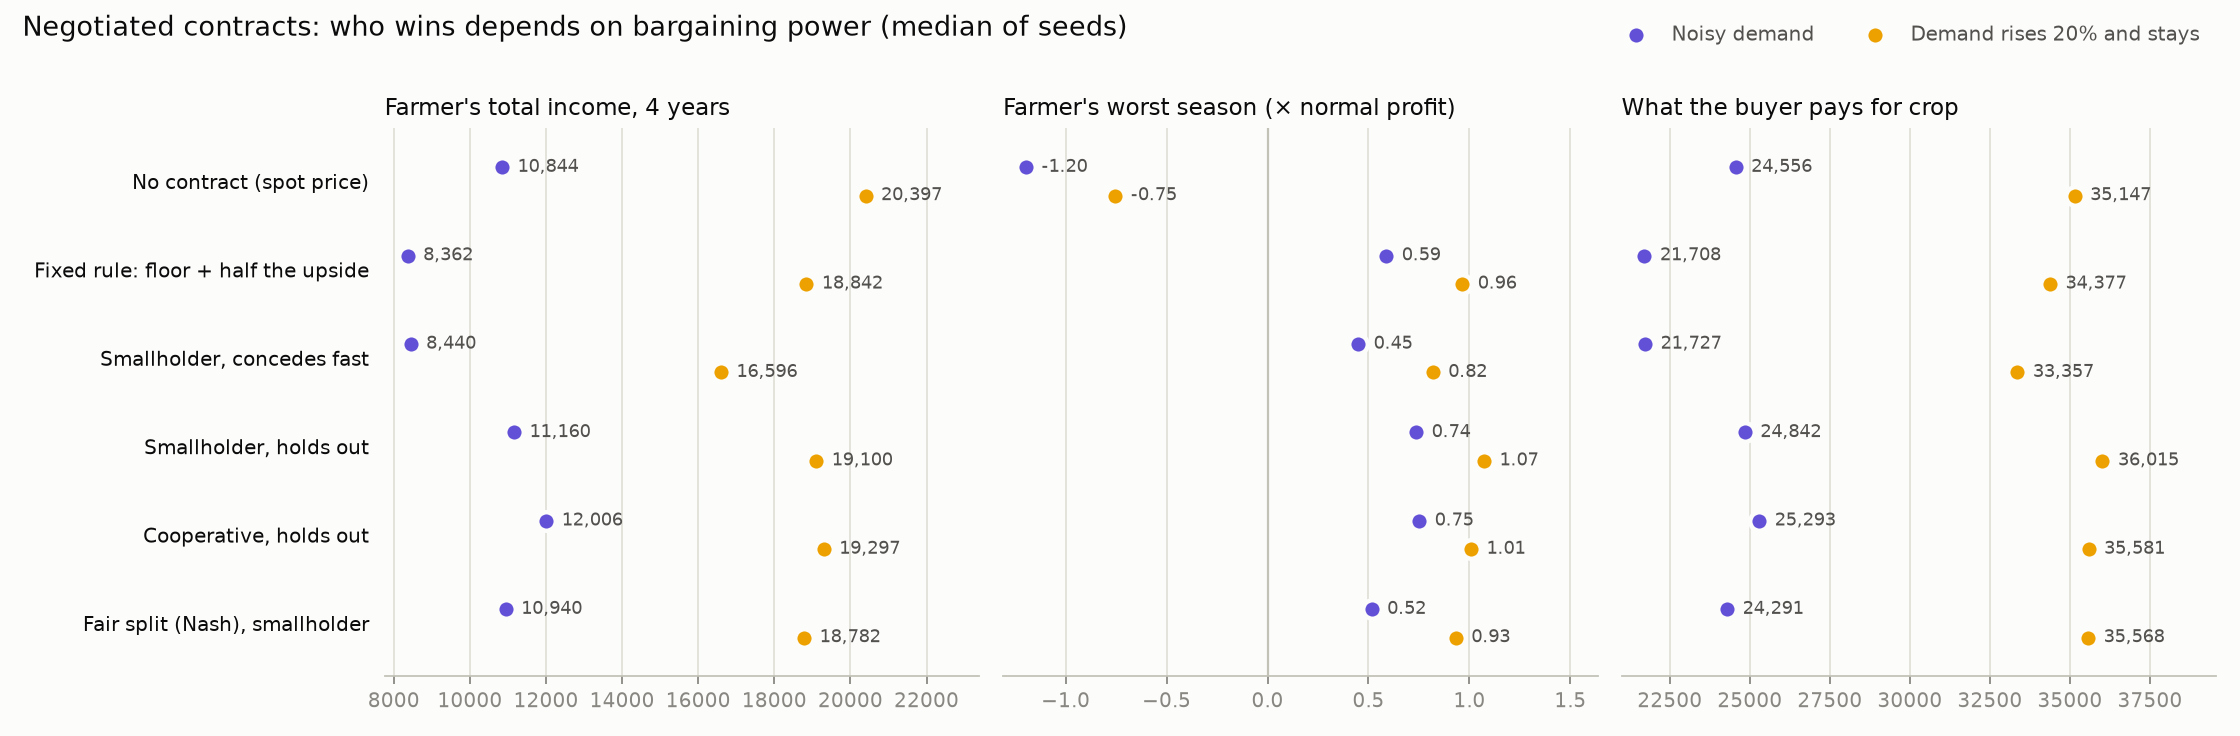 Negotiated contracts: who wins depends on bargaining power (median of seeds)
Noisy demand
Demand rises 20% and stays
Farmer's total income, 4 years
Farmer's worst season (× normal profit)
What the buyer pays for crop
No contract (spot price)
10,844
20,397
-1.20
-0.75
24,556
35,147
Fixed rule: floor + half the upside
8,362
18,842
0.59
0.96
21,708
34,377
Smallholder, concedes fast
8,440
16,596
0.45
0.82
21,727
33,357
Smallholder, holds out
11,160
19,100
0.74
1.07
24,842
36,015
Cooperative, holds out
12,006
19,297
0.75
1.01
25,293
35,581
Fair split (Nash), smallholder
10,940
18,782
0.52
0.93
24,291
35,568
8000 10000 12000 14000 16000 18000 20000 22000
−1.0 −0.5 0.0 0.5 1.0 1.5
22500 25000 27500 30000 32500 35000 37500